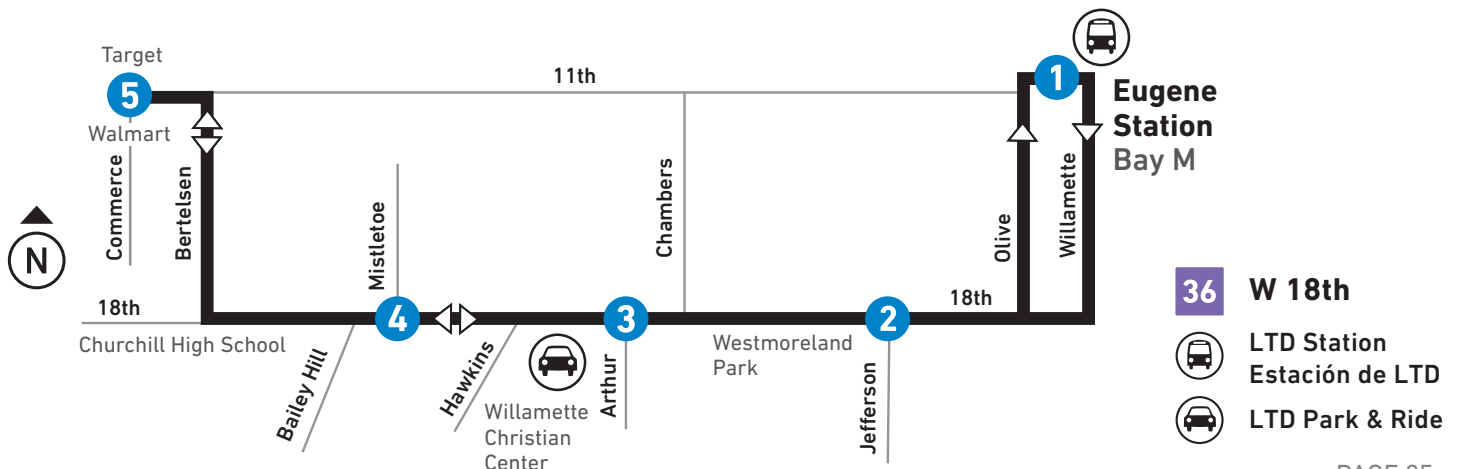 Target
5
Walmart
Commerce
Bertelsen
11th
1
Eugene
Station
Bay M
Willamette
Olive
Chambers
Mistletoe
N
18th
Churchill High School
4
Bailey Hill
Hawkins
Willamette
Christian
Center
3
Arthur
Westmoreland
Park
2
Jefferson
18th
36 W 18th
LTD Station
Estación de LTD
LTD Park & Ride